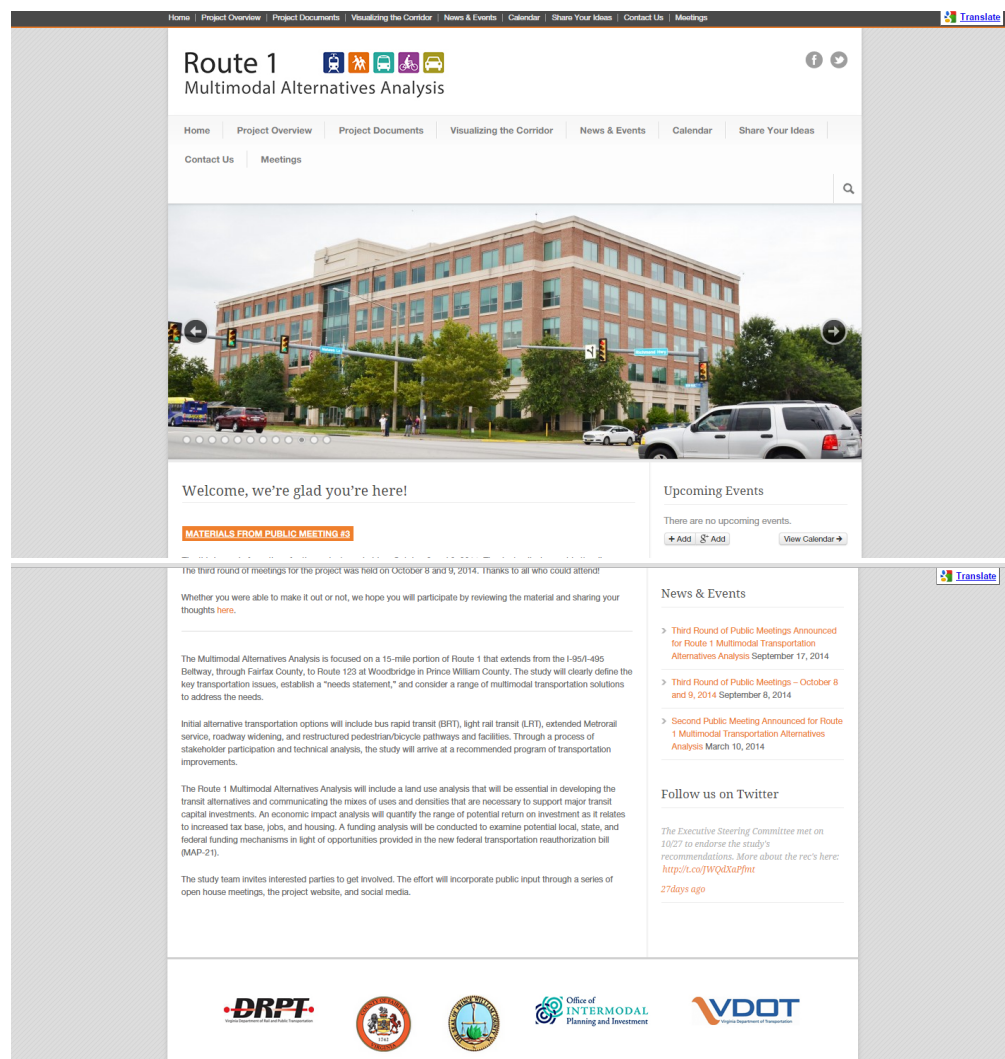 Home | Project Overview | Project Documents | Visualizing the Corridor | News & Events | Calendar | Share Your Ideas | Contact Us | Meetings
Translate
Route 1
Multimodal Alternatives Analysis
Home Project Overview Project Documents Visualizing the Corridor News & Events Calendar Share Your Ideas
Contact Us Meetings
Welcome, we're glad you're here!
MATERIALS FROM PUBLIC MEETING #3
Upcoming Events
There are no upcoming events.
+ Add 8+ Add View Calendar →
Translate
The third round of meetings for the project was held on October 8 and 9, 2014. Thanks to all who could attend!
Whether you were able to make it out or not, we hope you will participate by reviewing the material and sharing your
thoughts here.
The Multimodal Alternatives Analysis is focused on a 15-mile portion of Route 1 that extends from the I-95/I-495
Beltway, through Fairfax County, to Route 123 at Woodbridge in Prince William County. The study will clearly define the
key transportation issues, establish a "needs statement," and consider a range of multimodal transportation solutions
to address the needs.
Initial alternative transportation options will include bus rapid transit (BRT), light rail transit (LRT), extended Metrorail
service, roadway widening, and restructured pedestrian/bicycle pathways and facilities. Through a process of
stakeholder participation and technical analysis, the study will arrive at a recommended program of transportation
improvements.
The Route 1 Multimodal Alternatives Analysis will include a land use analysis that will be essential in developing the
transit alternatives and communicating the mixes of uses and densities that are necessary to support major transit
capital investments. An economic impact analysis will quantify the range of potential return on investment as it relates
to increased tax base, jobs, and housing. A funding analysis will be conducted to examine potential local, state, and
federal funding mechanisms in light of opportunities provided in the new federal transportation reauthorization bill
(MAP-21).
The study team invites interested parties to get involved. The effort will incorporate public input through a series of
open house meetings, the project website, and social media.
News & Events
Third Round of Public Meetings Announced
for Route 1 Multimodal Transportation
Alternatives Analysis September 17, 2014
Third Round of Public Meetings – October 8
and 9, 2014 September 8, 2014
Second Public Meeting Announced for Route
1 Multimodal Transportation Alternatives
Analysis March 10, 2014
Follow us on Twitter
The Executive Steering Committee met on
10/27 to endorse the study's
recommendations. More about the rec's here:
http://t.co/JWQdXaPfmt
27days ago
DRPT
Virginia Department of Rail and Public Transportation
COUNTY OF FAIRFAX
1742
VIRGINIA
Office of
INTERMODAL
Planning and Investment
VDOT
Virginia Department of Transportation